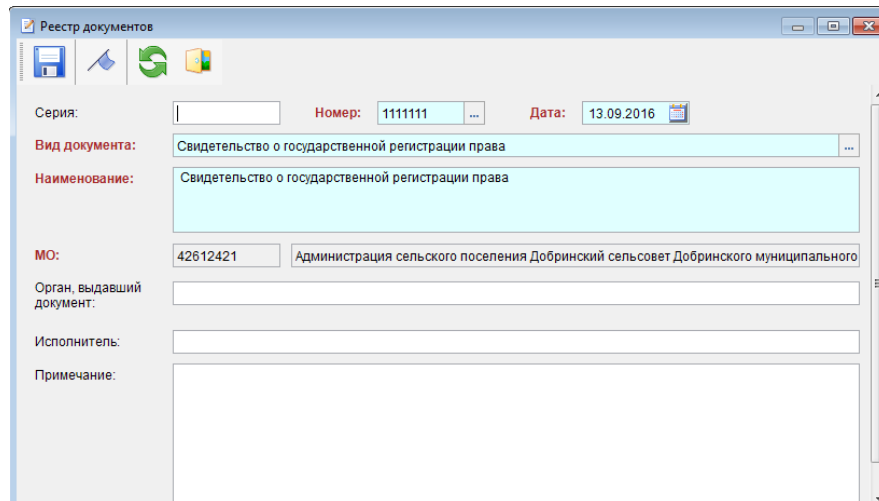 Реестр документов
Серия: Номер: 1111111 ... Дата: 13.09.2016
Вид документа: Свидетельство о государственной регистрации права ...
Наименование: Свидетельство о государственной регистрации права
МО: 42612421 Администрация сельского поселения Добринский сельсовет Добринского муниципального
Орган, выдавший
документ:
Исполнитель:
Примечание: